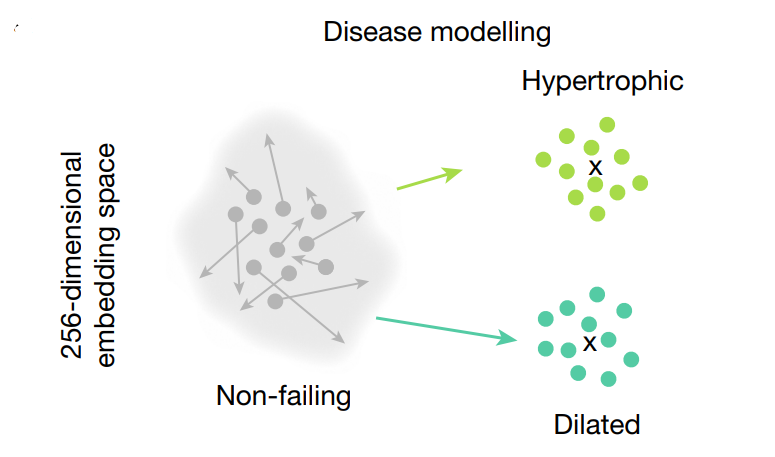 Disease modelling
Hypertrophic
x
256-dimensional
embedding space
x
Non-failing
Dilated